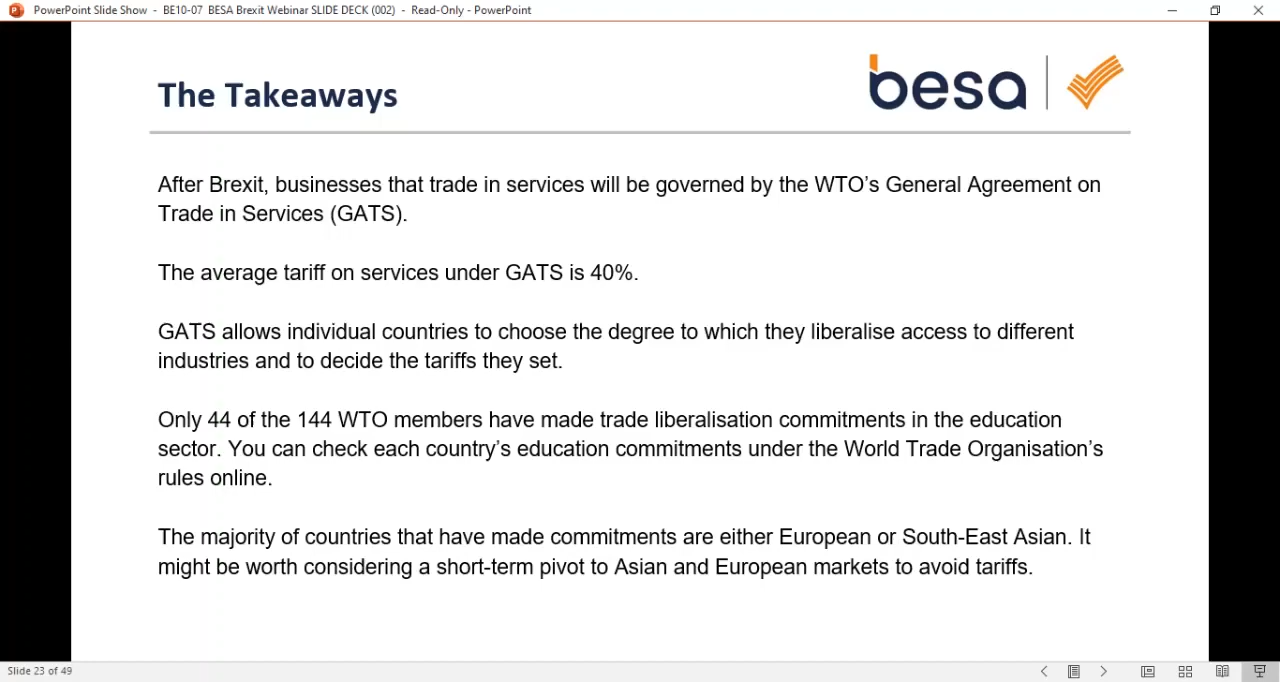 PowerPoint Slide Show - BE10-07 BESA Brexit Webinar SLIDE DECK (002) - Read-Only - PowerPoint
The Takeaways
besa
After Brexit, businesses that trade in services will be governed by the WTO’s General Agreement on
Trade in Services (GATS).
The average tariff on services under GATS is 40%.
GATS allows individual countries to choose the degree to which they liberalise access to different
industries and to decide the tariffs they set.
Only 44 of the 144 WTO members have made trade liberalisation commitments in the education
sector. You can check each country’s education commitments under the World Trade Organisation’s
rules online.
The majority of countries that have made commitments are either European or South-East Asian. It
might be worth considering a short-term pivot to Asian and European markets to avoid tariffs.
Slide 23 of 49